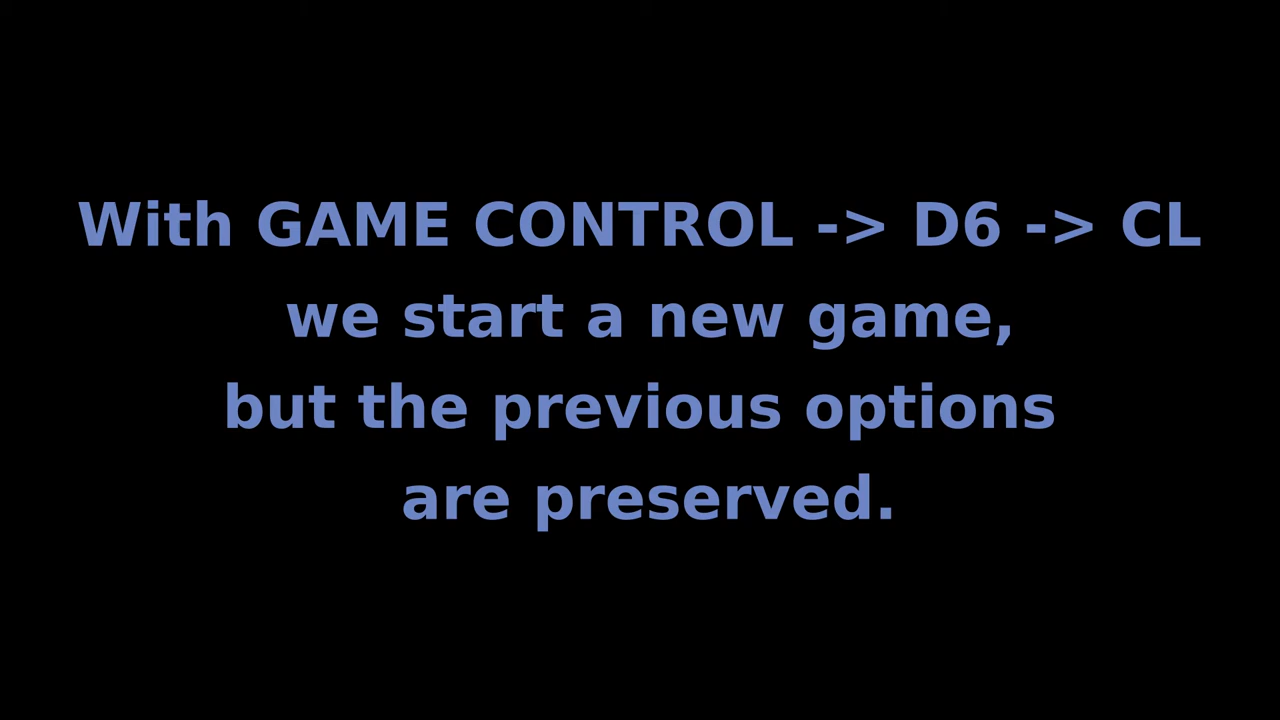 With GAME CONTROL -> D6 -> CL
we start a new game,
but the previous options
are preserved.